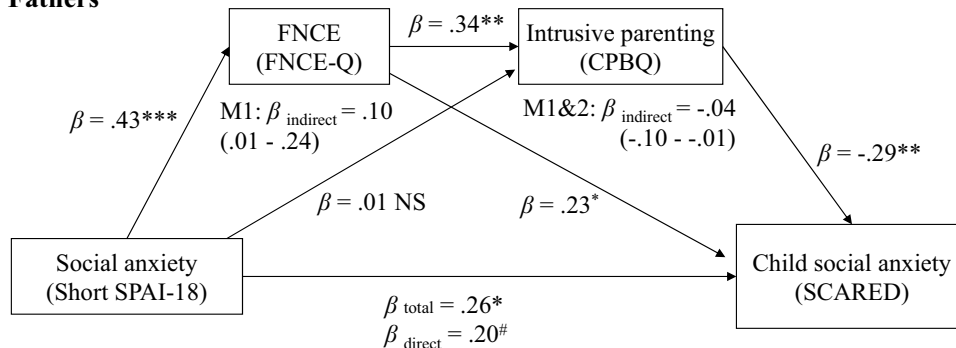 Fathers
FNCE
(FNCE-Q)
β = .34**
Intrusive parenting
(CPBQ)
β = .43***
M1: β indirect = .10
(.01 - .24)
M1&2: β indirect = -.04
(-.10 - -.01)
β = -.29**
β = .01 NS
β = .23*
Social anxiety
(Short SPAI-18)
Child social anxiety
(SCARED)
β total = .26*
β direct = .20#